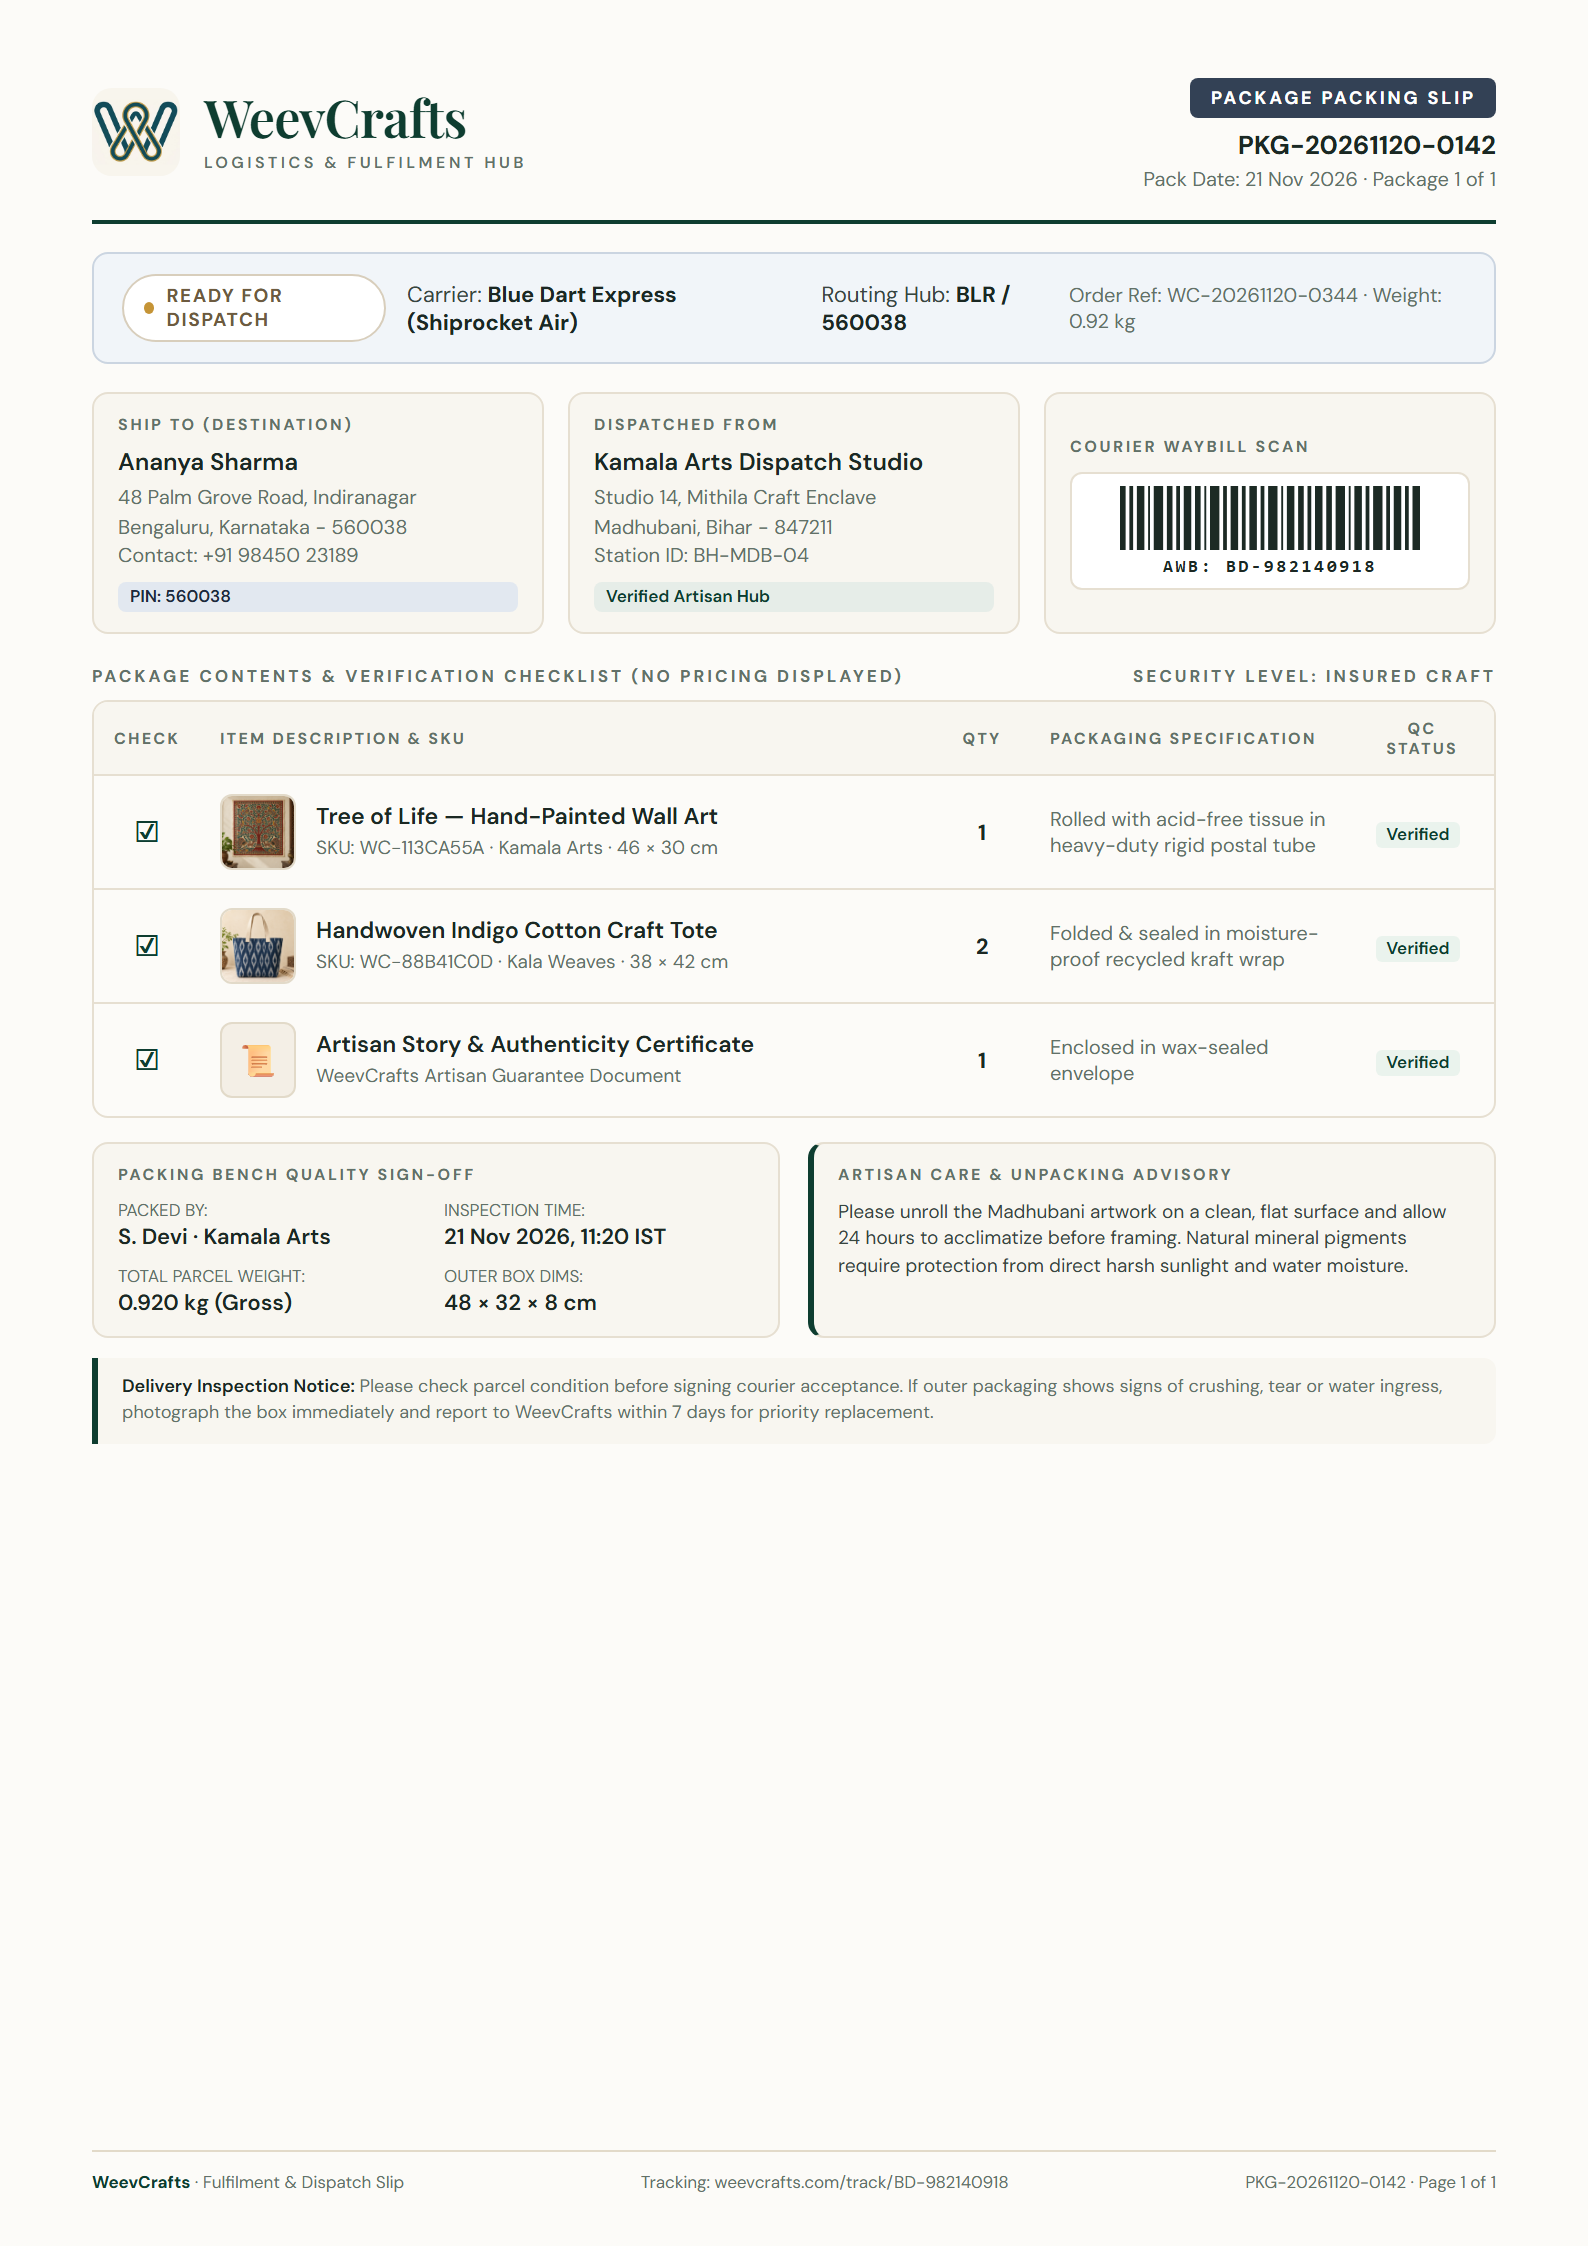 WeevCrafts
LOGISTICS & FULFILMENT HUB
PACKAGE PACKING SLIP
PKG-20261120-0142
Pack Date: 21 Nov 2026 · Package 1 of 1
READY FOR
DISPATCH
Carrier: Blue Dart Express
(Shiprocket Air)
Routing Hub: BLR /
560038
Order Ref: WC-20261120-0344 · Weight:
0.92 kg
SHIP TO (DESTINATION)
Ananya Sharma
48 Palm Grove Road, Indiranagar
Bengaluru, Karnataka - 560038
Contact: +91 98450 23189
PIN: 560038
DISPATCHED FROM
Kamala Arts Dispatch Studio
Studio 14, Mithila Craft Enclave
Madhubani, Bihar - 847211
Station ID: BH-MDB-04
Verified Artisan Hub
COURIER WAYBILL SCAN
AWB: BD-982140918
PACKAGE CONTENTS & VERIFICATION CHECKLIST (NO PRICING DISPLAYED)
SECURITY LEVEL: INSURED CRAFT
CHECK
ITEM DESCRIPTION & SKU
QTY
PACKAGING SPECIFICATION
QC
STATUS
☑
Tree of Life — Hand-Painted Wall Art
SKU: WC-113CA55A · Kamala Arts · 46 × 30 cm
1
Rolled with acid-free tissue in
heavy-duty rigid postal tube
Verified
☑
Handwoven Indigo Cotton Craft Tote
SKU: WC-88B41C0D · Kala Weaves · 38 × 42 cm
2
Folded & sealed in moisture-
proof recycled kraft wrap
Verified
☑
Artisan Story & Authenticity Certificate
WeevCrafts Artisan Guarantee Document
1
Enclosed in wax-sealed
envelope
Verified
PACKING BENCH QUALITY SIGN-OFF
PACKED BY:
S. Devi · Kamala Arts
INSPECTION TIME:
21 Nov 2026, 11:20 IST
TOTAL PARCEL WEIGHT:
0.920 kg (Gross)
OUTER BOX DIMS:
48 × 32 × 8 cm
ARTISAN CARE & UNPACKING ADVISORY
Please unroll the Madhubani artwork on a clean, flat surface and allow
24 hours to acclimatize before framing. Natural mineral pigments
require protection from direct harsh sunlight and water moisture.
Delivery Inspection Notice: Please check parcel condition before signing courier acceptance. If outer packaging shows signs of crushing, tear or water ingress,
photograph the box immediately and report to WeevCrafts within 7 days for priority replacement.
WeevCrafts · Fulfilment & Dispatch Slip
Tracking: weevcrafts.com/track/BD-982140918
PKG-20261120-0142 · Page 1 of 1